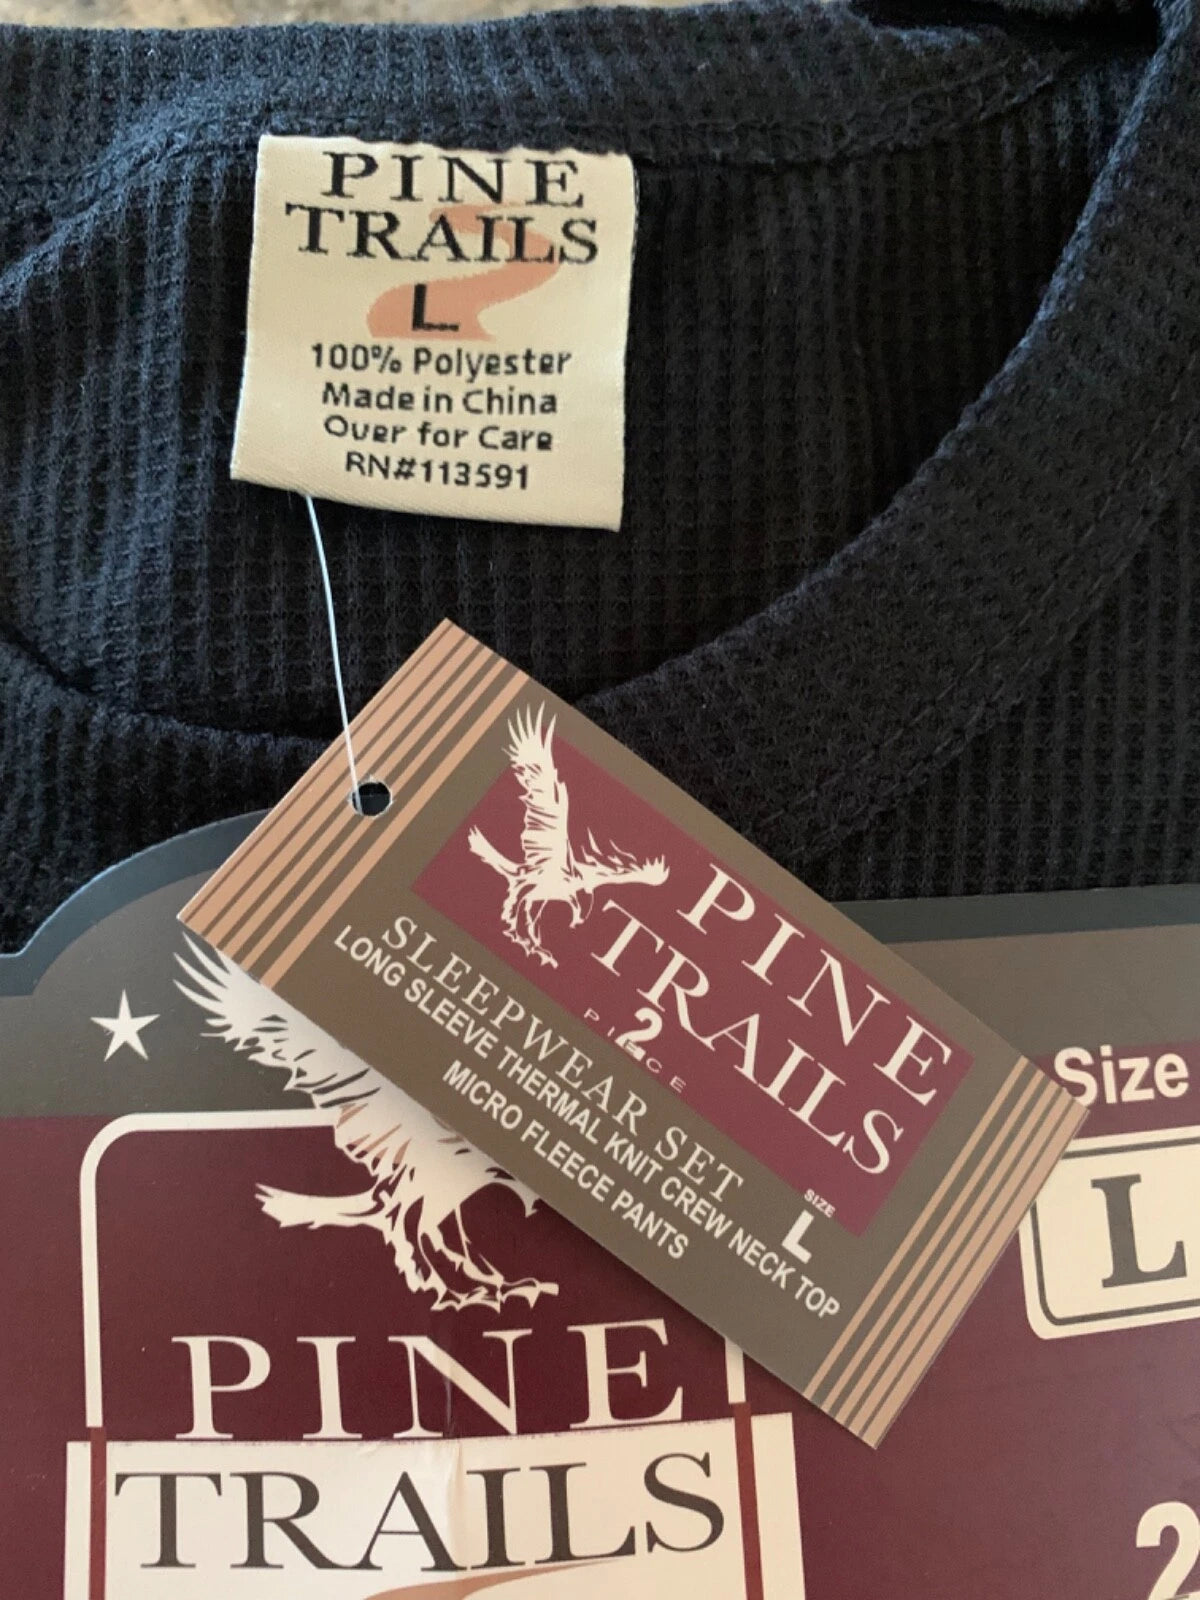 PINE
TRAILS
L
100% Polyester
Made in China
Over for Care
RN#113591
PINE
TRAILS
2
PIECE
SLEEPWEAR SET
LONG SLEEVE THERMAL KNIT CREW NECK TOP
MICRO FLEECE PANTS
SIZE
L
Size
L
PINE
TRAILS
2